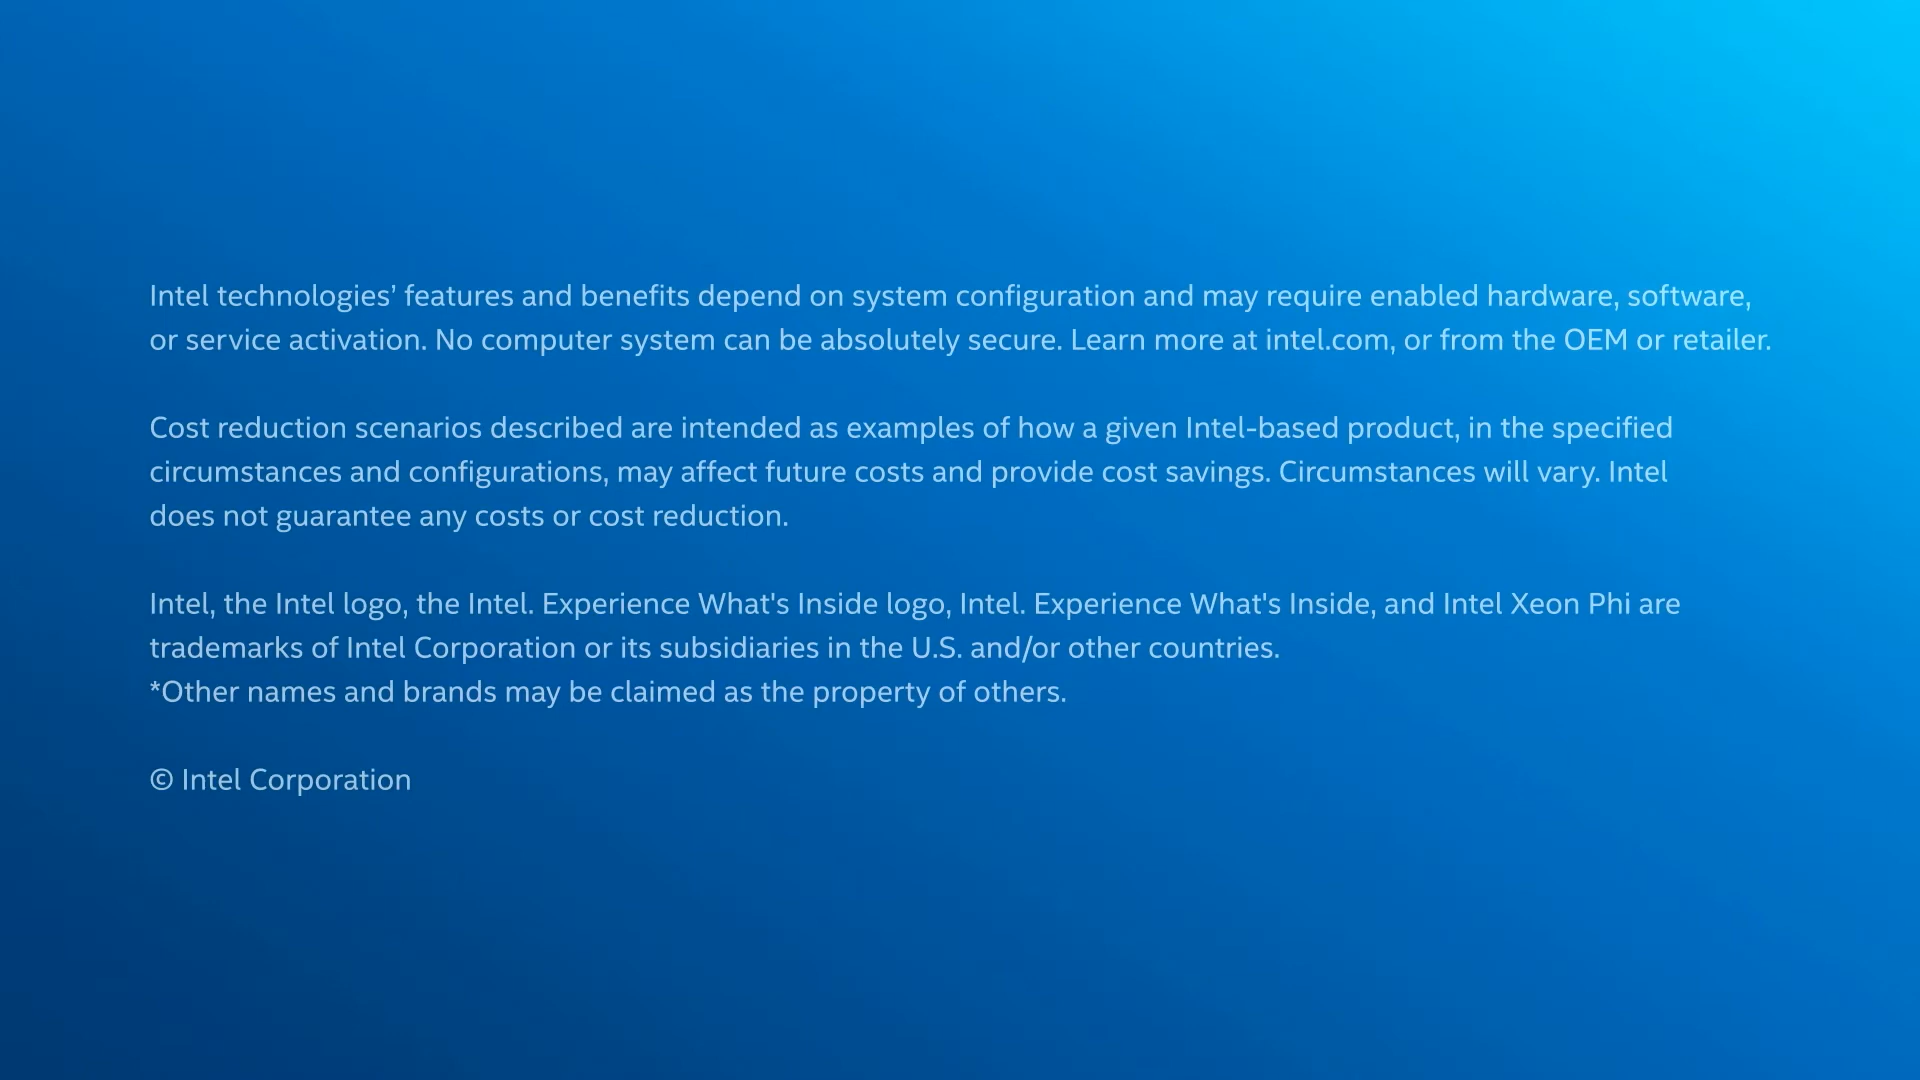 Intel technologies’ features and benefits depend on system configuration and may require enabled hardware, software,
or service activation. No computer system can be absolutely secure. Learn more at intel.com, or from the OEM or retailer.
Cost reduction scenarios described are intended as examples of how a given Intel-based product, in the specified
circumstances and configurations, may affect future costs and provide cost savings. Circumstances will vary. Intel
does not guarantee any costs or cost reduction.
Intel, the Intel logo, the Intel. Experience What's Inside logo, Intel. Experience What's Inside, and Intel Xeon Phi are
trademarks of Intel Corporation or its subsidiaries in the U.S. and/or other countries.
*Other names and brands may be claimed as the property of others.
© Intel Corporation